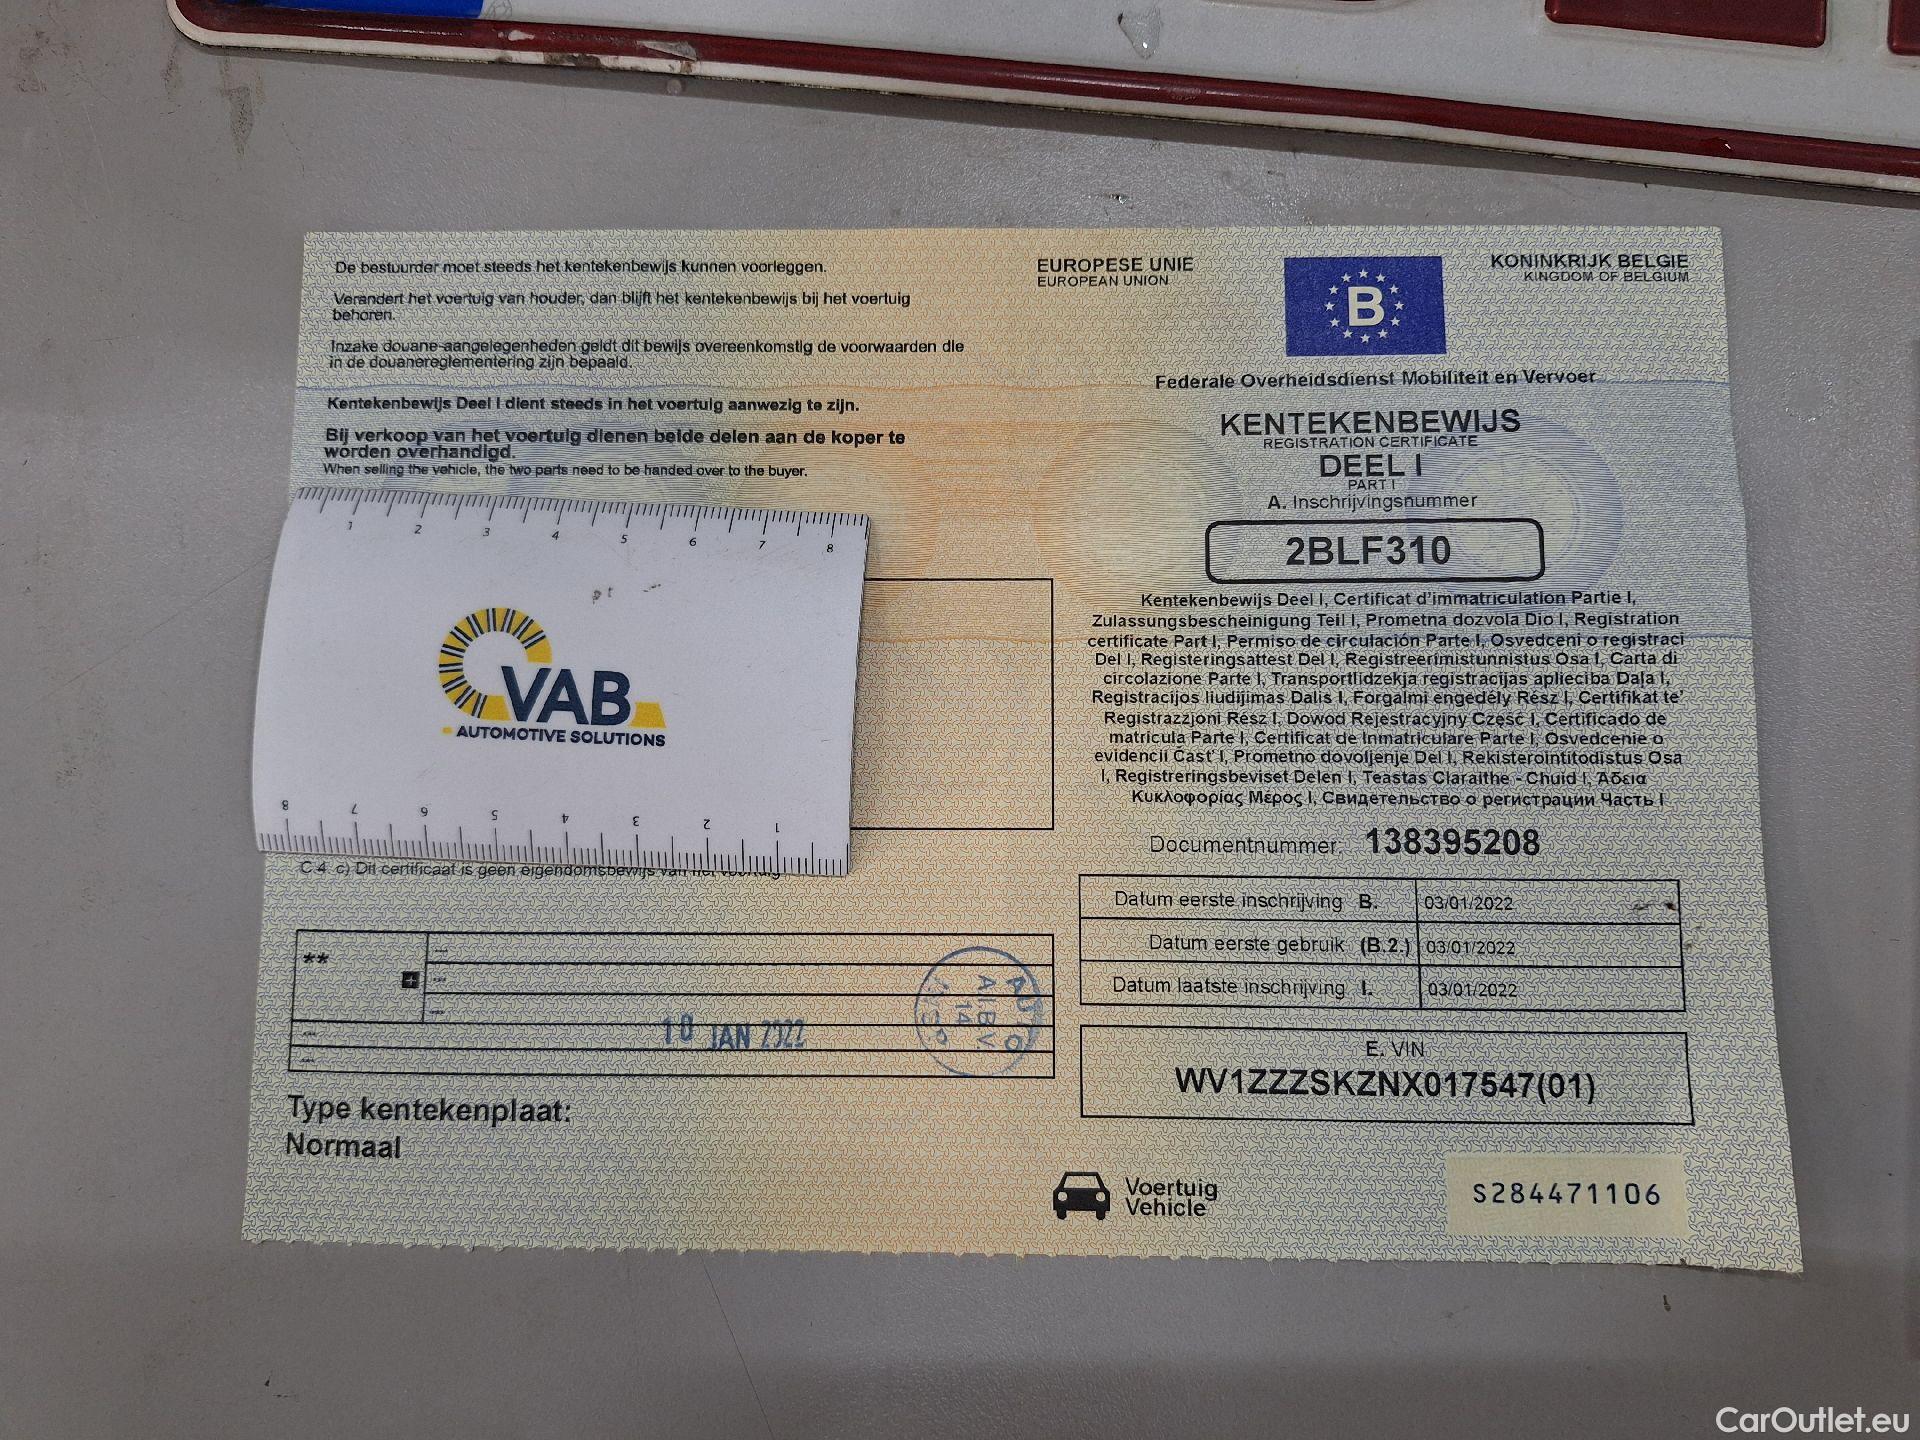 De bestuurder moet steeds het kentekenbewijs kunnen voorleggen.
Verandert het voertuig van houder, dan blijft het kentekenbewijs bij het voertuig
behoren.
Inzake douane-aangelegenheden geldt dit bewijs overeenkomstig de voorwaarden die
in de douanereglementering zijn bepaald.
Kentekenbewijs Deel I dient steeds in het voertuig aanwezig te zijn.
Bij verkoop van het voertuig dienen beide delen aan de koper te
worden overhandigd.
When selling the vehicle, the two parts need to be handed over to the buyer.
1 2 3 4 5 6 7 8
VAB
AUTOMOTIVE SOLUTIONS
8 7 6 5 4 3 2 1
C.4. c) Dit certificaat is geen eigendomsbewijs van het voertuig
**
10 JAN 2022
AUTO
AIBV
14
INSP
Type kentekenplaat:
Normaal
EUROPESE UNIE
EUROPEAN UNION
B
KONINKRIJK BELGIE
KINGDOM OF BELGIUM
Federale Overheidsdienst Mobiliteit en Vervoer
KENTEKENBEWIJS
REGISTRATION CERTIFICATE
DEEL I
PART I
A. Inschrijvingsnummer
2BLF310
Kentekenbewijs Deel I, Certificat d'immatriculation Partie I,
Zulassungsbescheinigung Teil I, Prometna dozvola Dio I, Registration
certificate Part I, Permiso de circulación Parte I, Osvedceni o registraci
Del I, Registeringsattest Del I, Registreerimistunnistus Osa I, Carta di
circolazione Parte I, Transportlidzekja registracijas aplieciba Daļa I,
Registracijos liudijimas Dalis I, Forgalmi engedély Rész I, Certifikat te'
Registrazzjoni Rész I, Dowod Rejestracyjny Część I, Certificado de
matricula Parte I, Certificat de Inmatriculare Parte I, Osvedcenie o
evidencii Cast' I, Prometno dovoljenje Del I, Rekisterointitodistus Osa
I, Registreringsbeviset Delen I, Teastas Claraithe - Chuid I, Άδεια
Κυκλοφορίας Μέρος I, Свидетельство о регистрации Часть I
Documentnummer: 138395208
Datum eerste inschrijving B. 03/01/2022
Datum eerste gebruik (B.2.) 03/01/2022
Datum laatste inschrijving I. 03/01/2022
E. VIN
WV1ZZZSKZNX017547(01)
Voertuig
Vehicle
S284471106
CarOutlet.eu